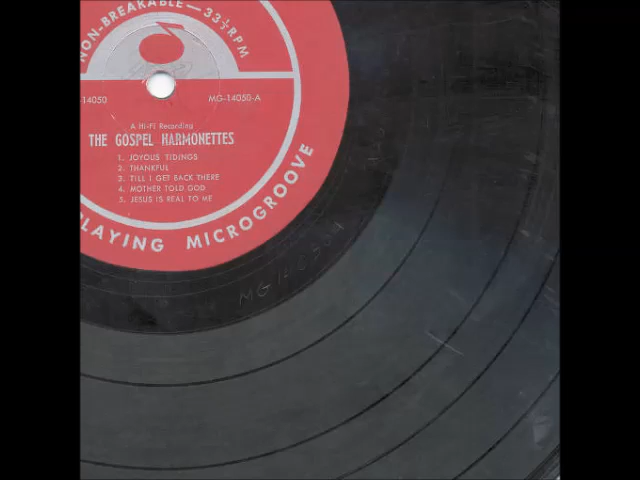 NON-BREAKABLE—33⅓ RPM
-14050 MG-14050-A
A Hi-Fi Recording
THE GOSPEL HARMONETTES
1. JOYOUS TIDINGS
2. THANKFUL
3. TILL I GET BACK THERE
4. MOTHER TOLD GOD
5. JESUS IS REAL TO ME
LAYING MICROGROOVE